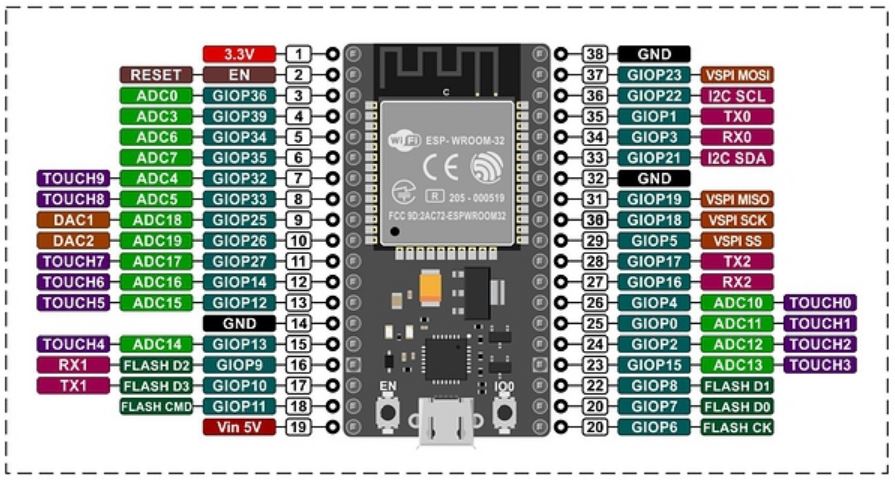 3.3V 1
RESET EN 2
ADC0 GIOP36 3
ADC3 GIOP39 4
ADC6 GIOP34 5
ADC7 GIOP35 6
TOUCH9 ADC4 GIOP32 7
TOUCH8 ADC5 GIOP33 8
DAC1 ADC18 GIOP25 9
DAC2 ADC19 GIOP26 10
TOUCH7 ADC17 GIOP27 11
TOUCH6 ADC16 GIOP14 12
TOUCH5 ADC15 GIOP12 13
GND 14
TOUCH4 ADC14 GIOP13 15
RX1 FLASH D2 GIOP9 16
TX1 FLASH D3 GIOP10 17
FLASH CMD GIOP11 18
Vin 5V 19
C
Wi Fi ESP-WROOM-32
CE
R 205-000519
FCC 9D:2AC72-ESPWROOM32
EN
IO0
38 GND
37 GIOP23 VSPI MOSI
36 GIOP22 I2C SCL
35 GIOP1 TX0
34 GIOP3 RX0
33 GIOP21 I2C SDA
32 GND
31 GIOP19 VSPI MISO
30 GIOP18 VSPI SCK
29 GIOP5 VSPI SS
28 GIOP17 TX2
27 GIOP16 RX2
26 GIOP4 ADC10 TOUCH0
25 GIOP0 ADC11 TOUCH1
24 GIOP2 ADC12 TOUCH2
23 GIOP15 ADC13 TOUCH3
22 GIOP8 FLASH D1
20 GIOP7 FLASH D0
20 GIOP6 FLASH CK